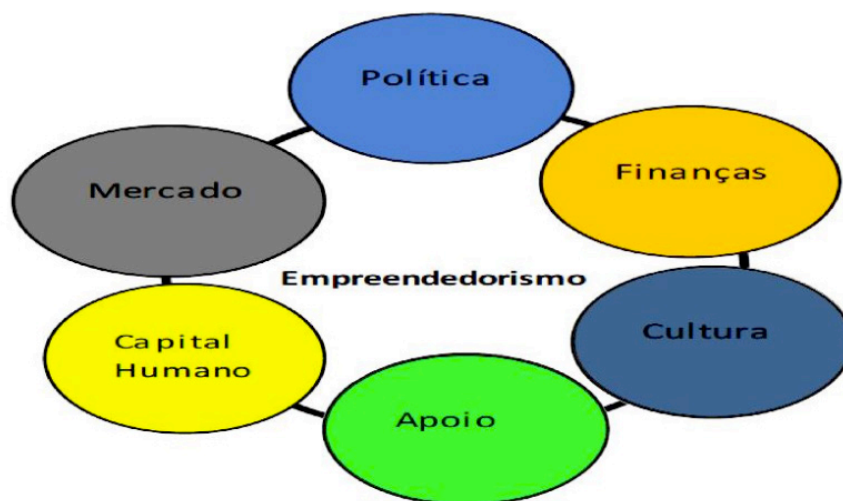 Política
Finanças
Mercado
Empreendedorismo
Cultura
Capital
Humano
Apoio